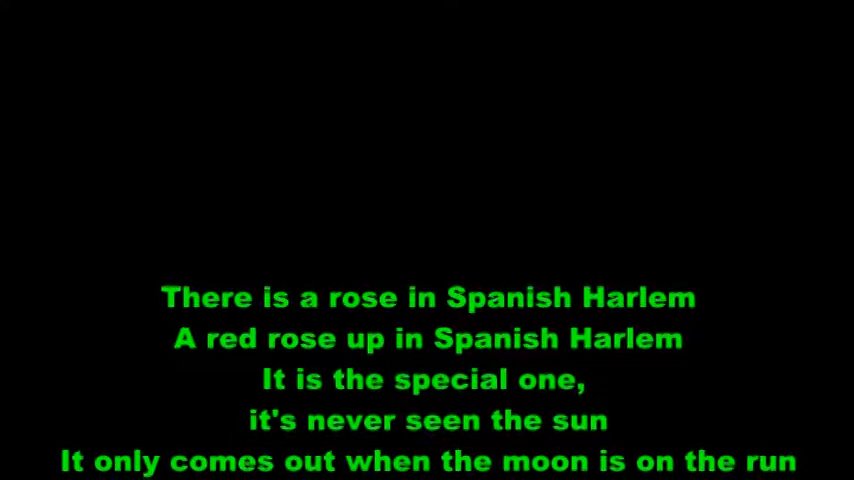 There is a rose in Spanish Harlem
A red rose up in Spanish Harlem
It is the special one,
it's never seen the sun
It only comes out when the moon is on the run